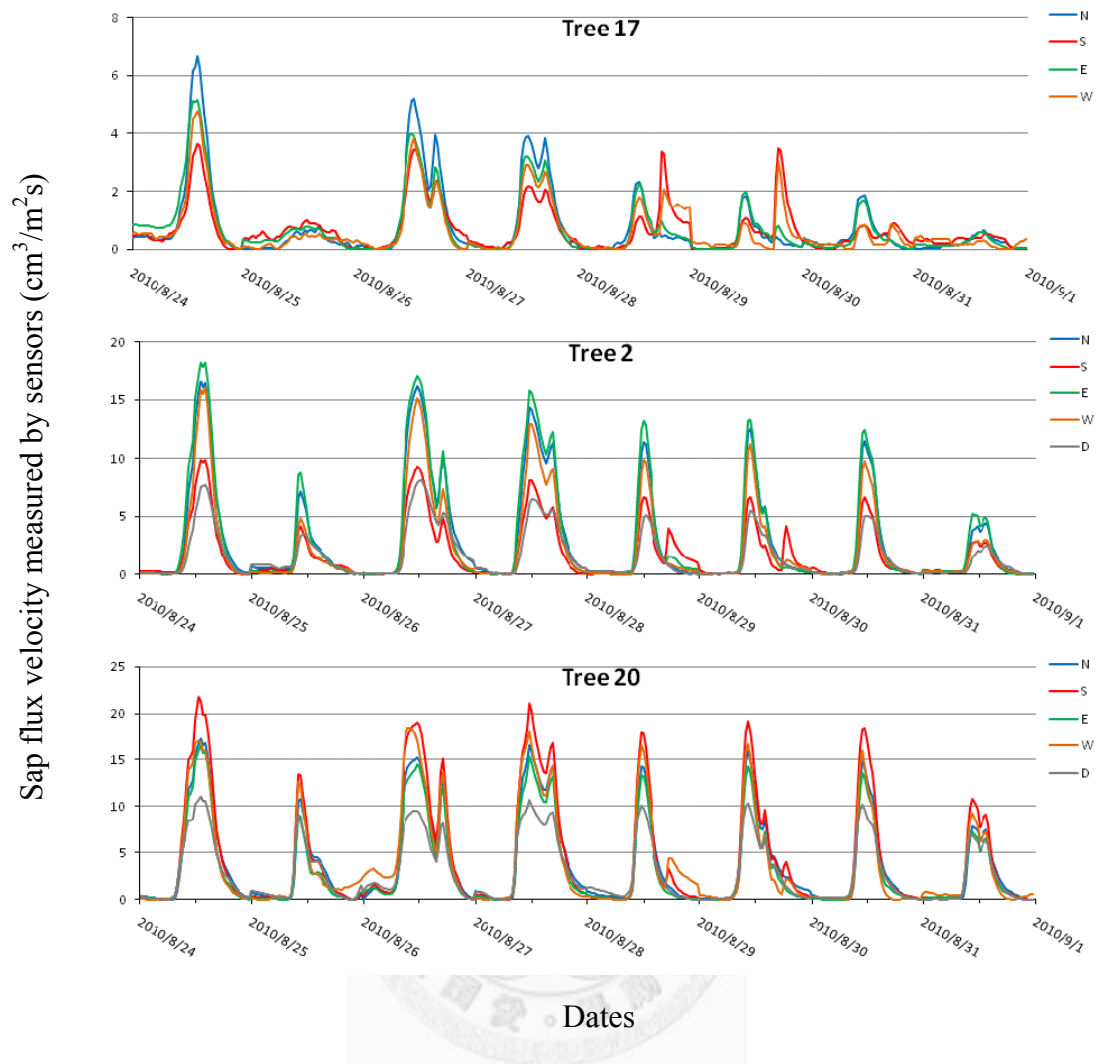 Sap flux velocity measured by sensors (cm³/m²s)
Tree 17
8
6
4
2
0
2010/8/24
2010/8/25
2010/8/26
2010/8/27
2010/8/28
2010/8/29
2010/8/30
2010/8/31
2010/9/1
N
S
E
W
Tree 2
20
15
10
5
0
2010/8/24
2010/8/25
2010/8/26
2010/8/27
2010/8/28
2010/8/29
2010/8/30
2010/8/31
2010/9/1
N
S
E
W
D
Tree 20
25
20
15
10
5
0
2010/8/24
2010/8/25
2010/8/26
2010/8/27
2010/8/28
2010/8/29
2010/8/30
2010/8/31
2010/9/1
N
S
E
W
D
Dates